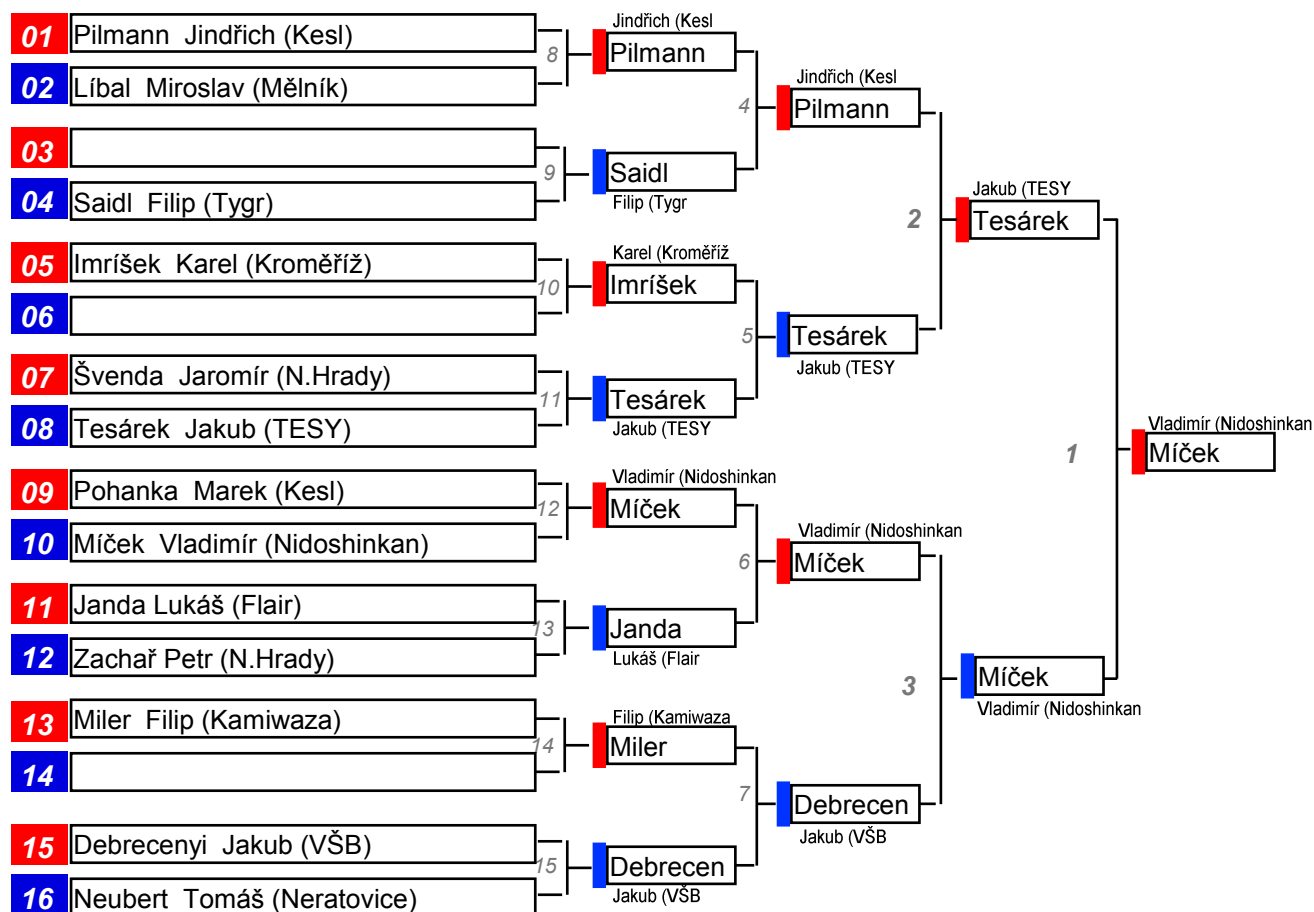 01 Pilmann Jindřich (Kesl)
02 Líbal Miroslav (Mělník)
03
04 Saidl Filip (Tygr)
05 Imríšek Karel (Kroměříž)
06
07 Švenda Jaromír (N.Hrady)
08 Tesárek Jakub (TESY)
09 Pohanka Marek (Kesl)
10 Míček Vladimír (Nidoshinkan)
11 Janda Lukáš (Flair)
12 Zachař Petr (N.Hrady)
13 Miler Filip (Kamiwaza)
14
15 Debrecenyi Jakub (VŠB)
16 Neubert Tomáš (Neratovice)
8
9
10
11
12
13
14
15
Jindřich (Kesl
Pilmann
Saidl
Filip (Tygr
Karel (Kroměříž
Imríšek
Tesárek
Jakub (TESY
Vladimír (Nidoshinkan
Míček
Janda
Lukáš (Flair
Filip (Kamiwaza
Miler
Debrecen
Jakub (VŠB
4
5
6
7
Jindřich (Kesl
Pilmann
Tesárek
Jakub (TESY
Vladimír (Nidoshinkan
Míček
Debrecen
Jakub (VŠB
2
3
Jakub (TESY
Tesárek
Míček
Vladimír (Nidoshinkan
1
Vladimír (Nidoshinkan
Míček